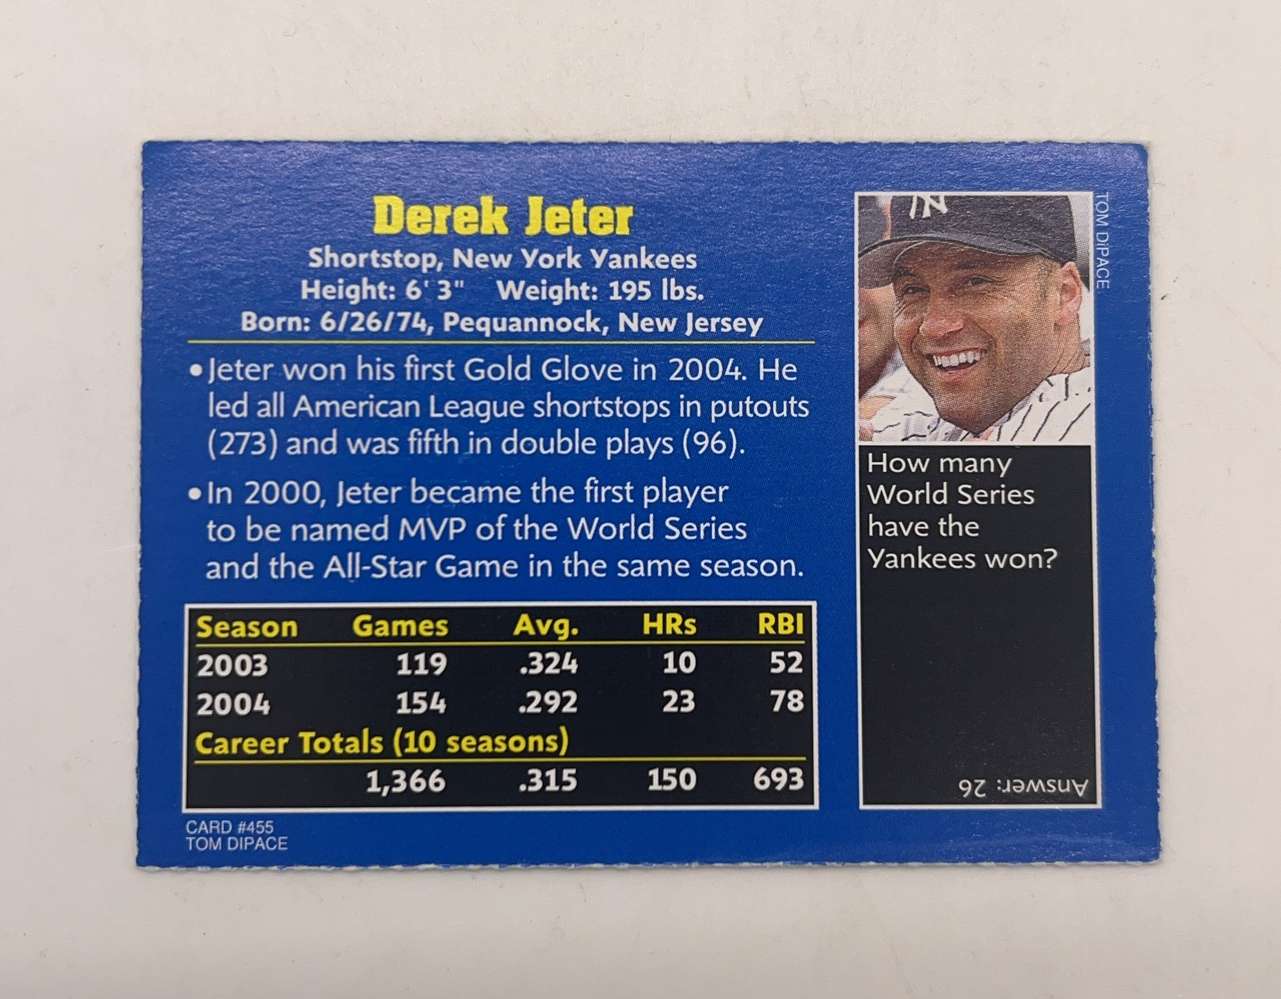 Derek Jeter
Shortstop, New York Yankees
Height: 6' 3" Weight: 195 lbs.
Born: 6/26/74, Pequannock, New Jersey
• Jeter won his first Gold Glove in 2004. He
led all American League shortstops in putouts
(273) and was fifth in double plays (96).
• In 2000, Jeter became the first player
to be named MVP of the World Series
and the All-Star Game in the same season.
Season Games Avg. HRs RBI
2003 119 .324 10 52
2004 154 .292 23 78
Career Totals (10 seasons)
1,366 .315 150 693
CARD #455
TOM DIPACE
NY
TOM DIPACE
How many
World Series
have the
Yankees won?
Answer: 26